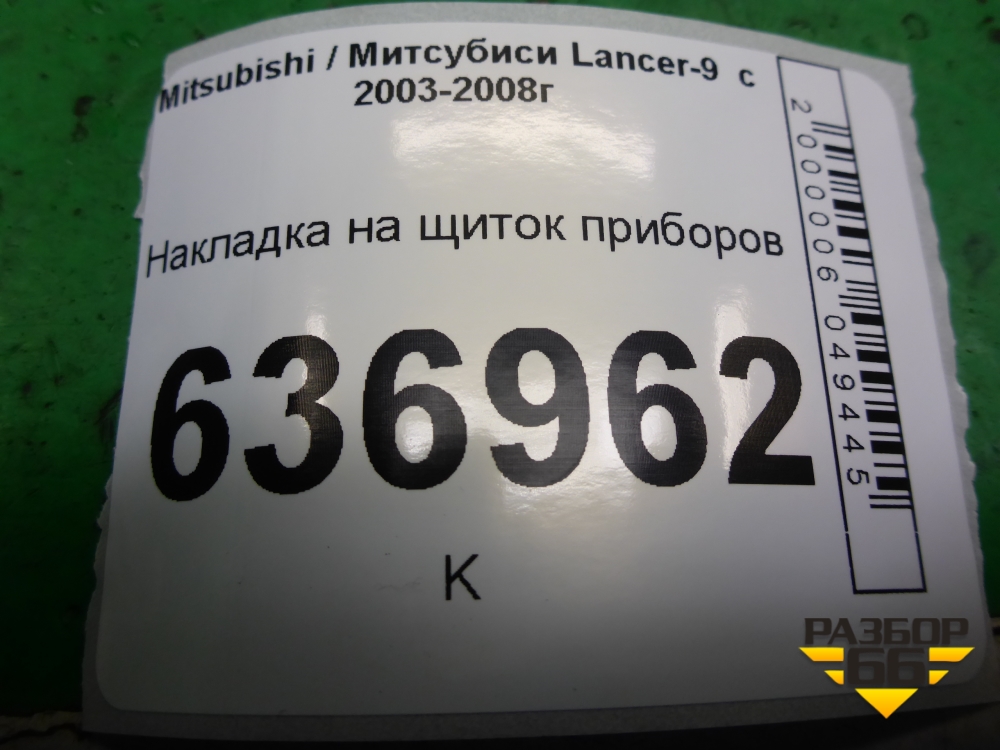 Mitsubishi / Митсубиси Lancer-9 с
2003-2008г
Накладка на щиток приборов
636962
К
2000006049445
РАЗБОР
66